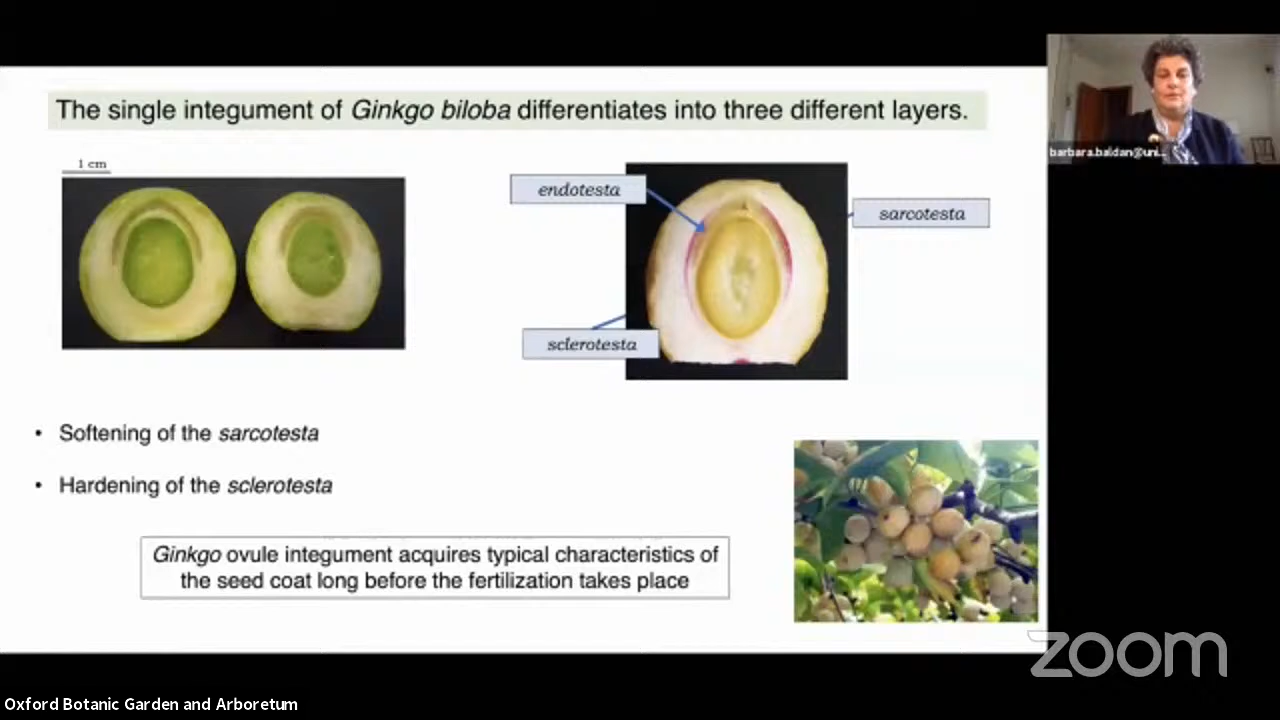 The single integument of Ginkgo biloba differentiates into three different layers.
barbara.baldan@uni...
1 cm
endotesta
sarcotesta
sclerotesta
• Softening of the sarcotesta
• Hardening of the sclerotesta
Ginkgo ovule integument acquires typical characteristics of
the seed coat long before the fertilization takes place
zoom
Oxford Botanic Garden and Arboretum